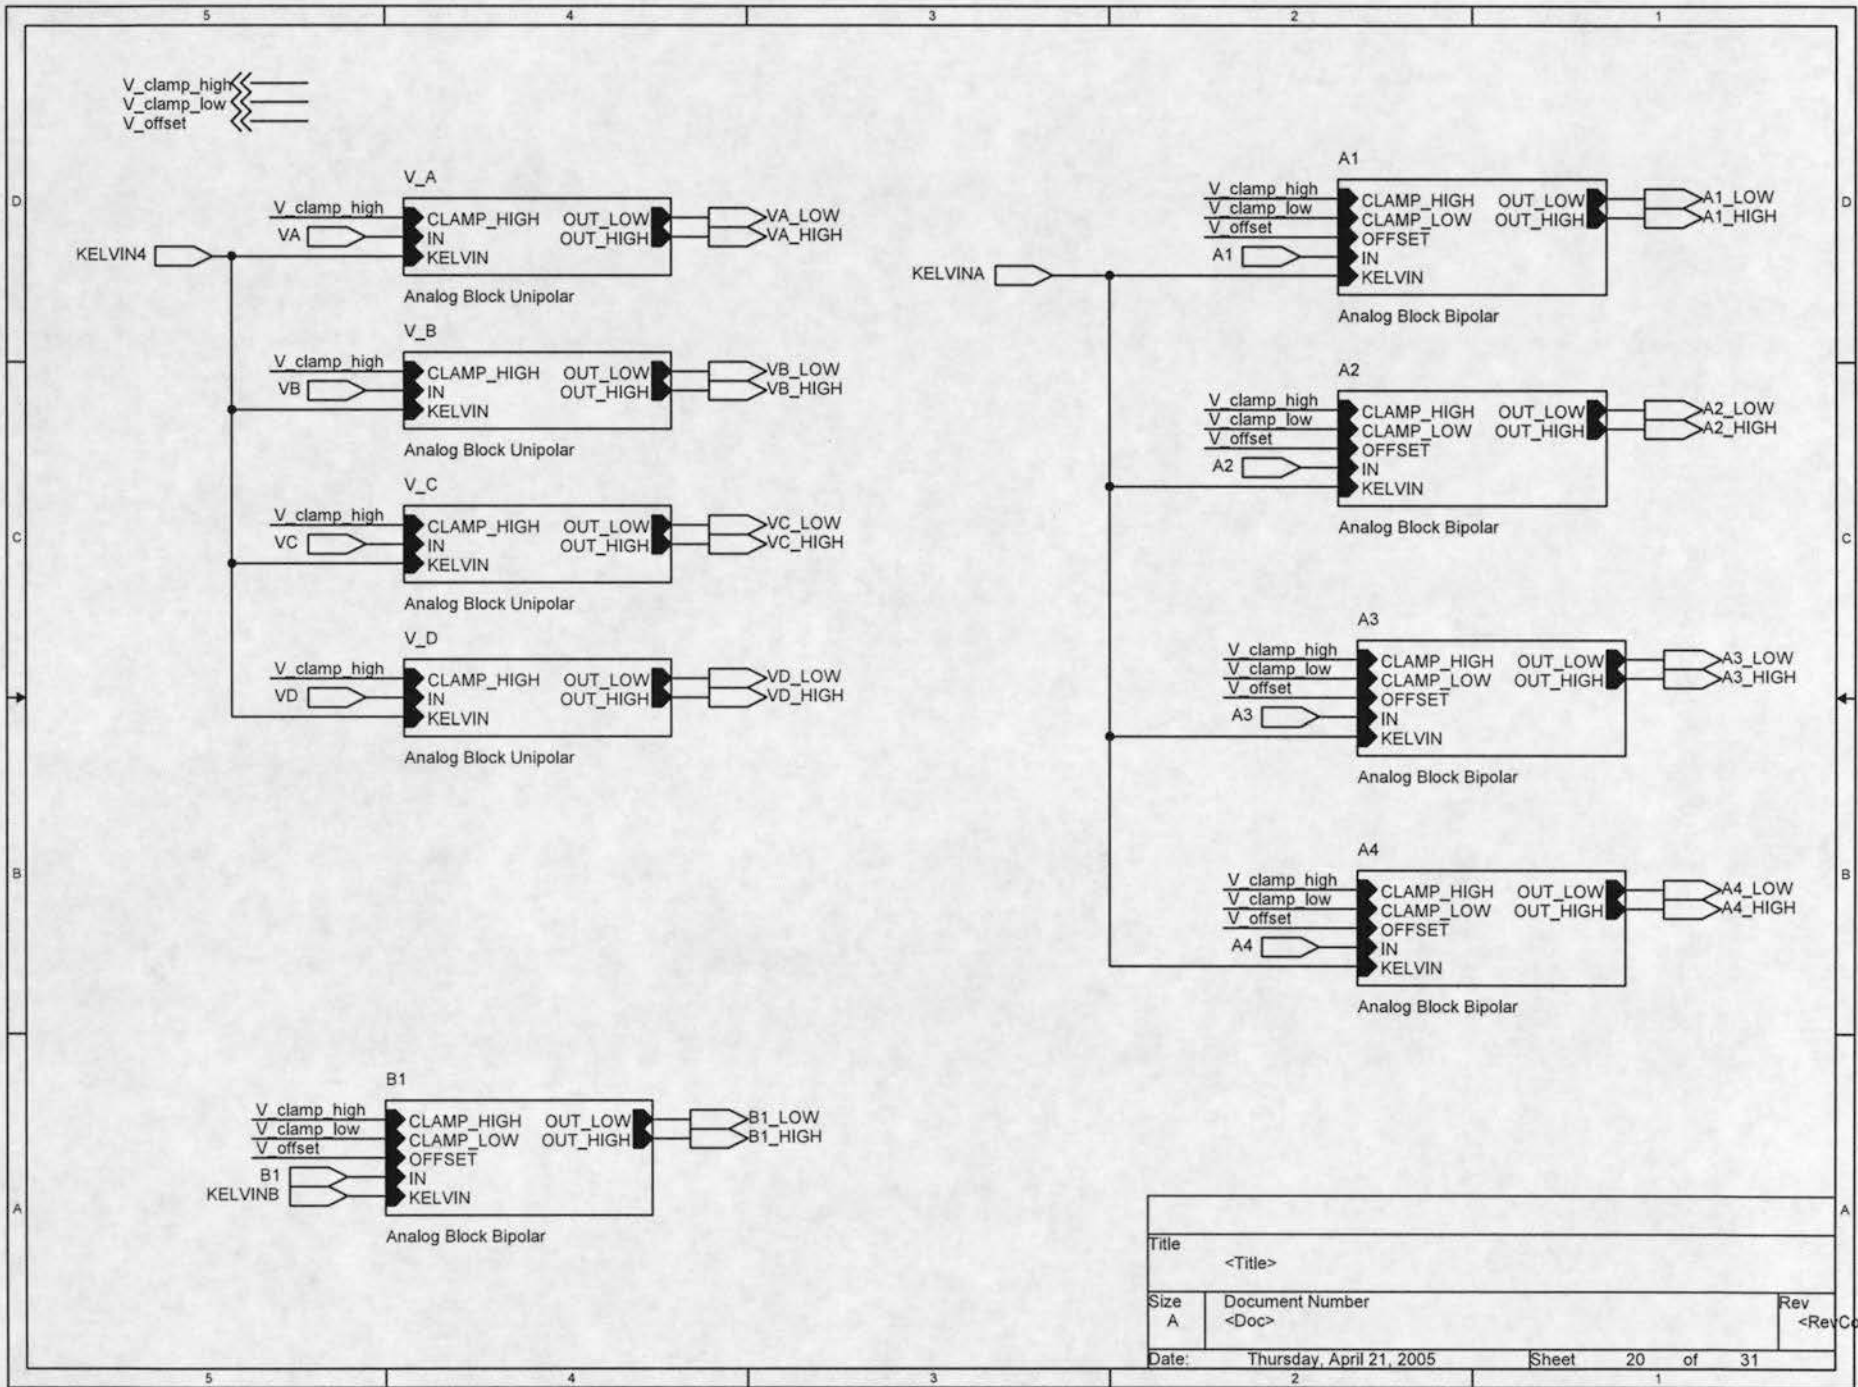 5 4 3 2 1
V_clamp_high
V_clamp_low
V_offset
D
D
V_A
V_clamp_high
VA
KELVIN4
CLAMP_HIGH OUT_LOW
IN OUT_HIGH
KELVIN
VA_LOW
VA_HIGH
Analog Block Unipolar
V_B
V_clamp_high
VB
CLAMP_HIGH OUT_LOW
IN OUT_HIGH
KELVIN
VB_LOW
VB_HIGH
Analog Block Unipolar
V_C
V_clamp_high
VC
CLAMP_HIGH OUT_LOW
IN OUT_HIGH
KELVIN
VC_LOW
VC_HIGH
Analog Block Unipolar
V_D
V_clamp_high
VD
CLAMP_HIGH OUT_LOW
IN OUT_HIGH
KELVIN
VD_LOW
VD_HIGH
Analog Block Unipolar
A1
V_clamp_high
V_clamp_low
V_offset
A1
KELVINA
CLAMP_HIGH OUT_LOW
CLAMP_LOW OUT_HIGH
OFFSET
IN
KELVIN
A1_LOW
A1_HIGH
Analog Block Bipolar
A2
V_clamp_high
V_clamp_low
V_offset
A2
CLAMP_HIGH OUT_LOW
CLAMP_LOW OUT_HIGH
OFFSET
IN
KELVIN
A2_LOW
A2_HIGH
Analog Block Bipolar
C
C
A3
V_clamp_high
V_clamp_low
V_offset
A3
CLAMP_HIGH OUT_LOW
CLAMP_LOW OUT_HIGH
OFFSET
IN
KELVIN
A3_LOW
A3_HIGH
Analog Block Bipolar
A4
V_clamp_high
V_clamp_low
V_offset
A4
CLAMP_HIGH OUT_LOW
CLAMP_LOW OUT_HIGH
OFFSET
IN
KELVIN
A4_LOW
A4_HIGH
Analog Block Bipolar
B
B
B1
V_clamp_high
V_clamp_low
V_offset
B1
KELVINB
CLAMP_HIGH OUT_LOW
CLAMP_LOW OUT_HIGH
OFFSET
IN
KELVIN
B1_LOW
B1_HIGH
Analog Block Bipolar
A
A
Title
<Title>
Size Document Number Rev
A <Doc>
Date: Thursday, April 21, 2005 Sheet 20 of 31
5 4 3 2 1